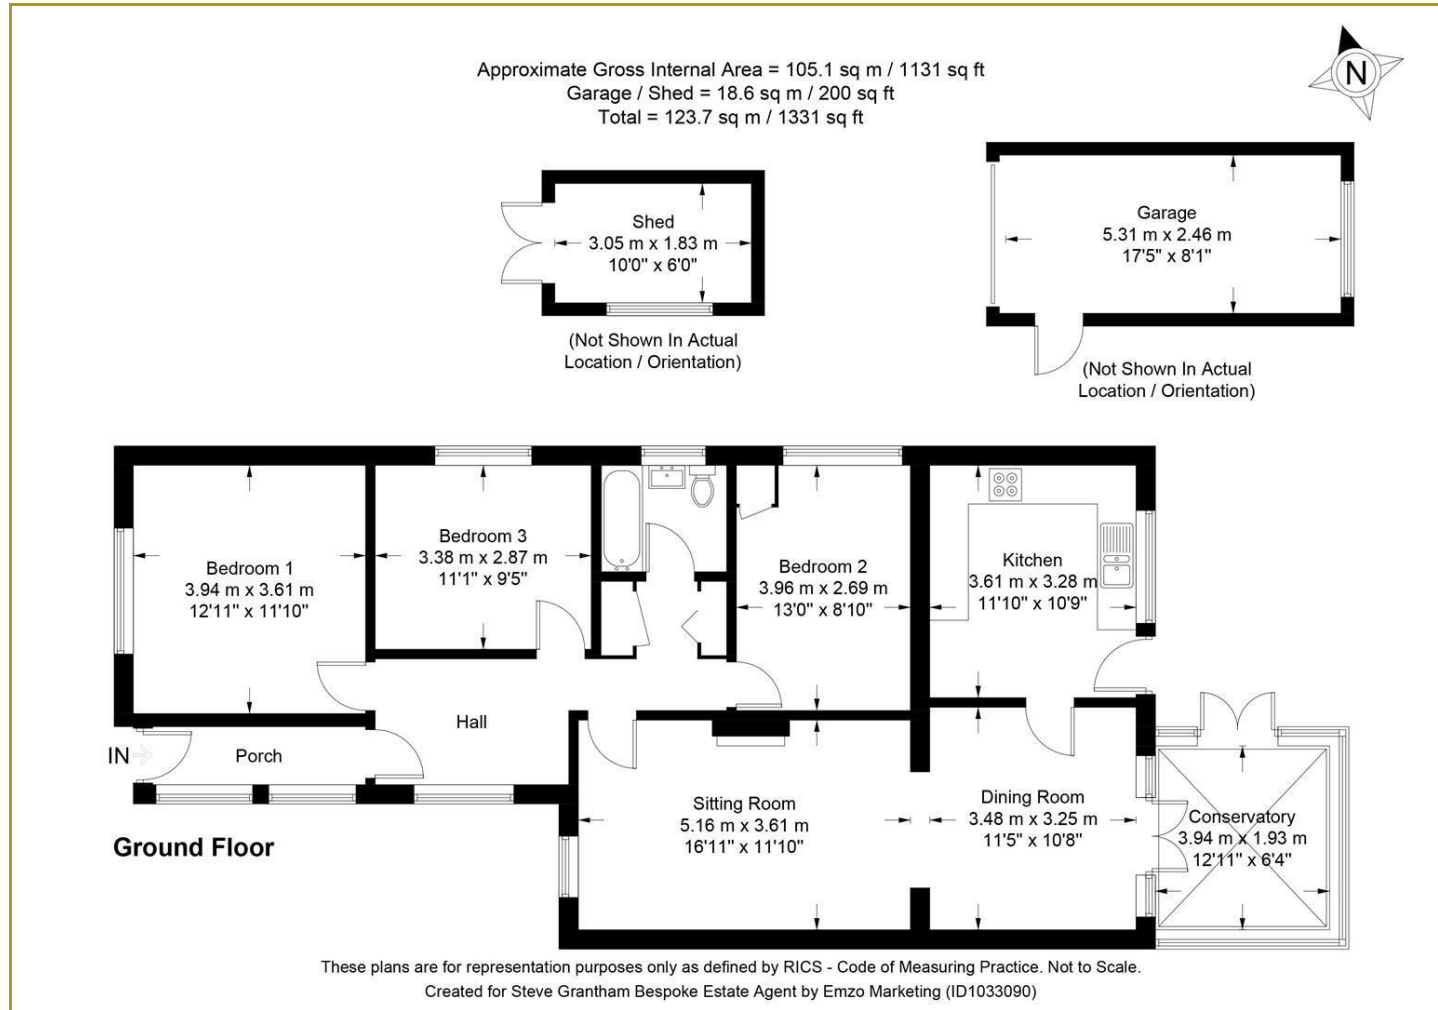 Approximate Gross Internal Area = 105.1 sq m / 1131 sq ft
Garage / Shed = 18.6 sq m / 200 sq ft
Total = 123.7 sq m / 1331 sq ft
N
Shed
3.05 m x 1.83 m
10'0" x 6'0"
(Not Shown In Actual
Location / Orientation)
Garage
5.31 m x 2.46 m
17'5" x 8'1"
(Not Shown In Actual
Location / Orientation)
Bedroom 1
3.94 m x 3.61 m
12'11" x 11'10"
Bedroom 3
3.38 m x 2.87 m
11'1" x 9'5"
Bedroom 2
3.96 m x 2.69 m
13'0" x 8'10"
Kitchen
3.61 m x 3.28 m
11'10" x 10'9"
Hall
IN
Porch
Sitting Room
5.16 m x 3.61 m
16'11" x 11'10"
Dining Room
3.48 m x 3.25 m
11'5" x 10'8"
Conservatory
3.94 m x 1.93 m
12'11" x 6'4"
Ground Floor
These plans are for representation purposes only as defined by RICS - Code of Measuring Practice. Not to Scale.
Created for Steve Grantham Bespoke Estate Agent by Emzo Marketing (ID1033090)